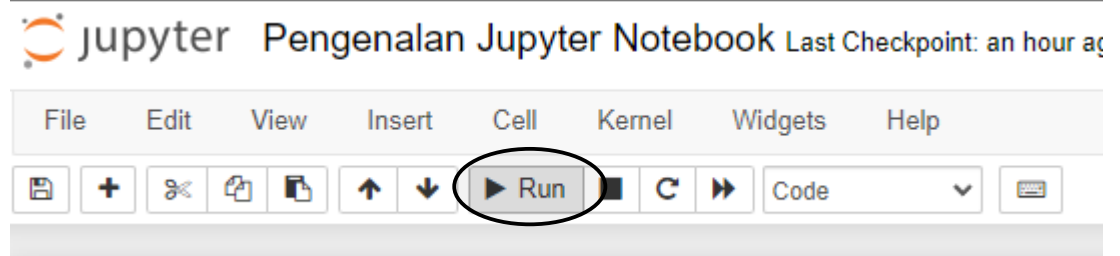 jupyter Pengenalan Jupyter Notebook Last Checkpoint: an hour
File Edit View Insert Cell Kernel Widgets Help
Run Code